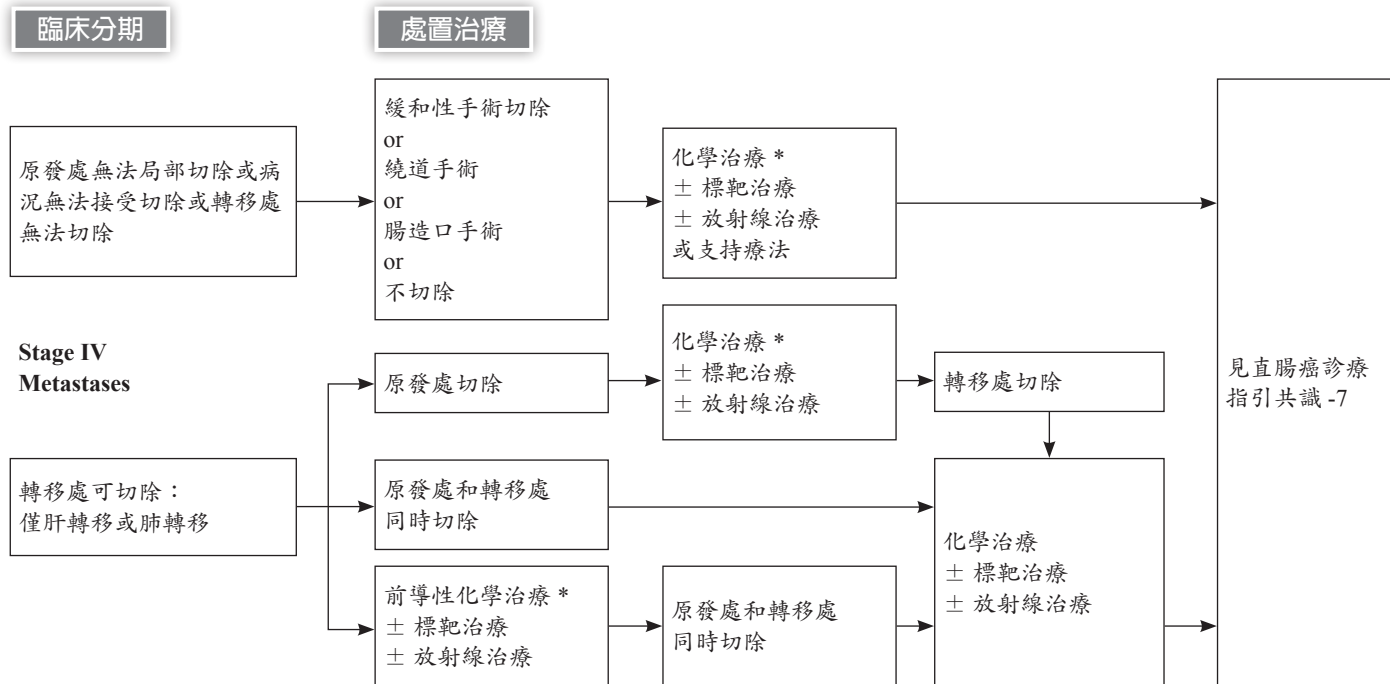 臨床分期
處置治療
原發處無法局部切除或病
況無法接受切除或轉移處
無法切除
緩和性手術切除
or
繞道手術
or
腸造口手術
or
不切除
化學治療 *
± 標靶治療
± 放射線治療
或支持療法
Stage IV
Metastases
轉移處可切除：
僅肝轉移或肺轉移
原發處切除
化學治療 *
± 標靶治療
± 放射線治療
轉移處切除
原發處和轉移處
同時切除
前導性化學治療 *
± 標靶治療
± 放射線治療
原發處和轉移處
同時切除
化學治療
± 標靶治療
± 放射線治療
見直腸癌診療
指引共識 -7